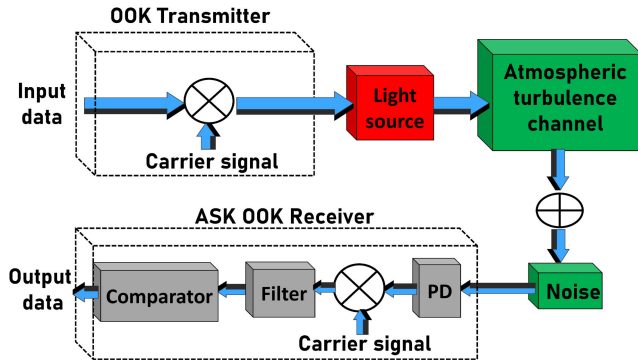 OOK Transmitter
Input
data
Carrier signal
Light
source
Atmospheric
turbulence
channel
ASK OOK Receiver
Output
data
Comparator
Filter
PD
Noise
Carrier signal